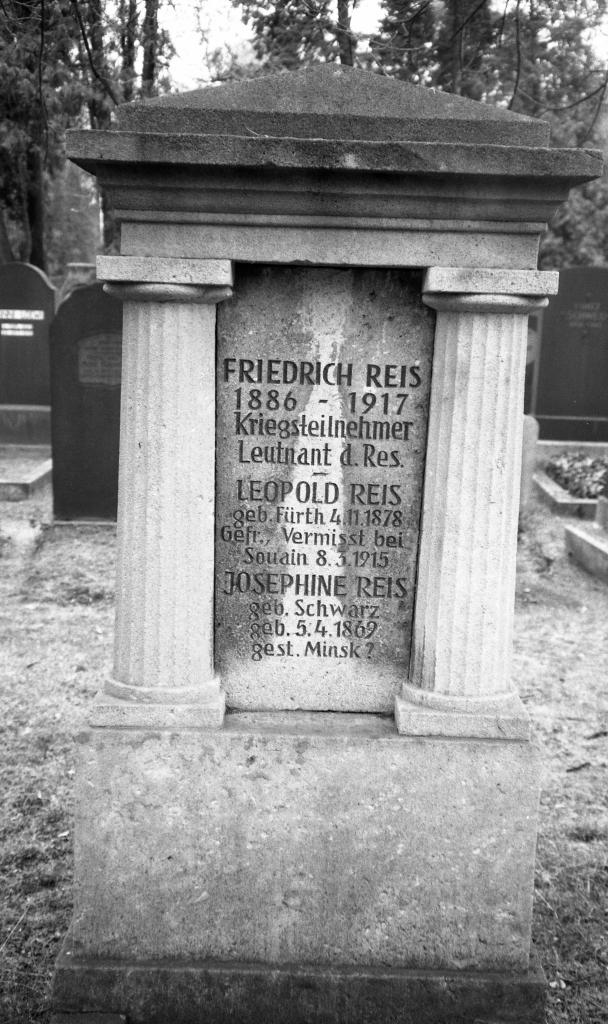 FRIEDRICH REIS
1886 - 1917
Kriegsteilnehmer
Leutnant d. Res.
-
LEOPOLD REIS
geb. Fürth 4.11.1878
Gefr., Vermisst bei
Souain 8.3.1915
JOSEPHINE REIS
geb. Schwarz
geb. 5.4.1869
gest. Minsk?